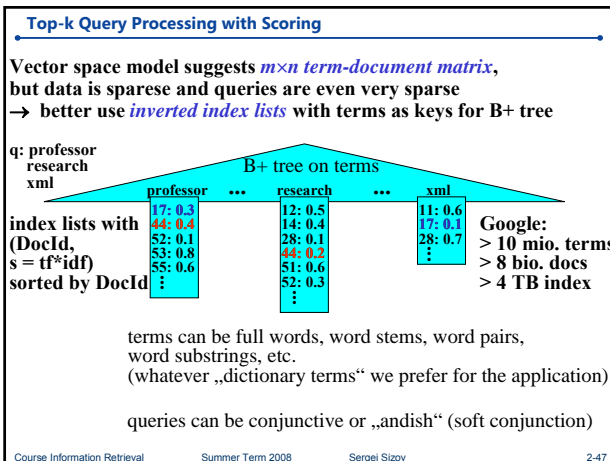 Top-k Query Processing with Scoring
Vector space model suggests m×n term-document matrix,
but data is sparese and queries are even very sparse
→ better use inverted index lists with terms as keys for B+ tree
q: professor
research
xml
B+ tree on terms
professor ... research ... xml
index lists with
(DocId,
s = tf*idf)
sorted by DocId
17: 0.3
44: 0.4
52: 0.1
53: 0.8
55: 0.6
⋮
12: 0.5
14: 0.4
28: 0.1
44: 0.2
51: 0.6
52: 0.3
⋮
11: 0.6
17: 0.1
28: 0.7
⋮
Google:
> 10 mio. terms
> 8 bio. docs
> 4 TB index
terms can be full words, word stems, word pairs,
word substrings, etc.
(whatever „dictionary terms“ we prefer for the application)
queries can be conjunctive or „andish“ (soft conjunction)
Course Information Retrieval Summer Term 2008 Sergej Sizov 2-47